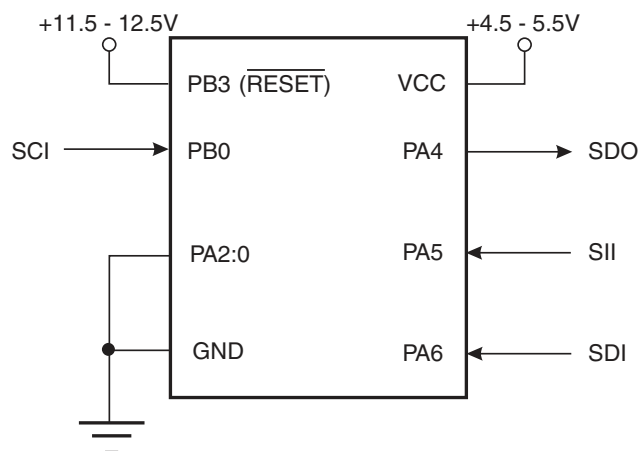 +11.5 - 12.5V
+4.5 - 5.5V
PB3 (RESET)
VCC
SCI
PB0
PA4
SDO
PA2:0
PA5
SII
GND
PA6
SDI